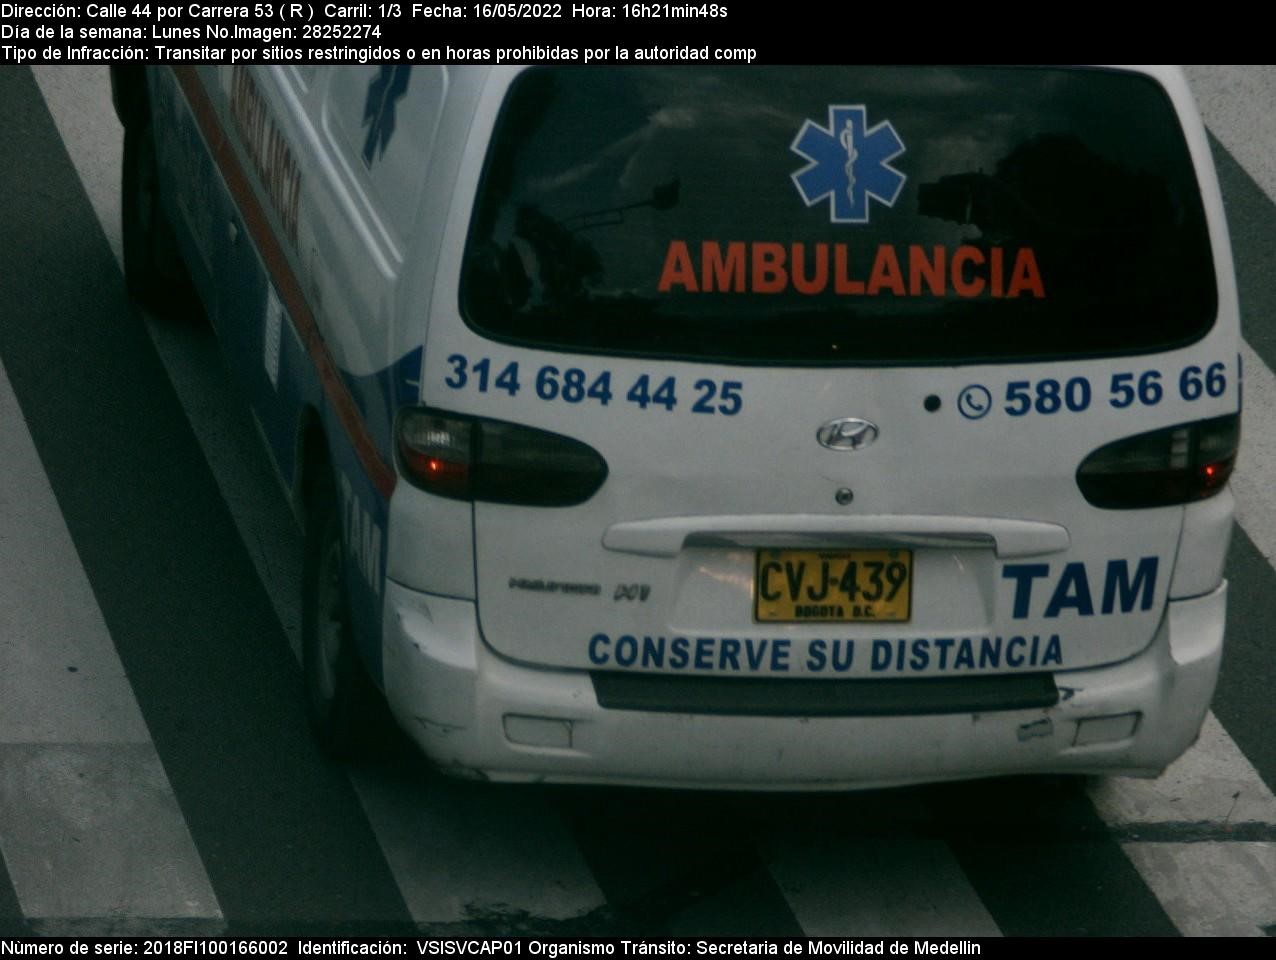 Dirección: Calle 44 por Carrera 53 ( R ) Carril: 1/3 Fecha: 16/05/2022 Hora: 16h21min48s
Día de la semana: Lunes No.Imagen: 28252274
Tipo de Infracción: Transitar por sitios restringidos o en horas prohibidas por la autoridad comp
AMBULANCIA
AMBULANCIA
314 684 44 25
580 56 66
CVJ-439
BOGOTA D.C.
TAM
TAM
CONSERVE SU DISTANCIA
Nùmero de serie: 2018FI100166002 Identificación: VSISVCAP01 Organismo Tránsito: Secretaria de Movilidad de Medellin